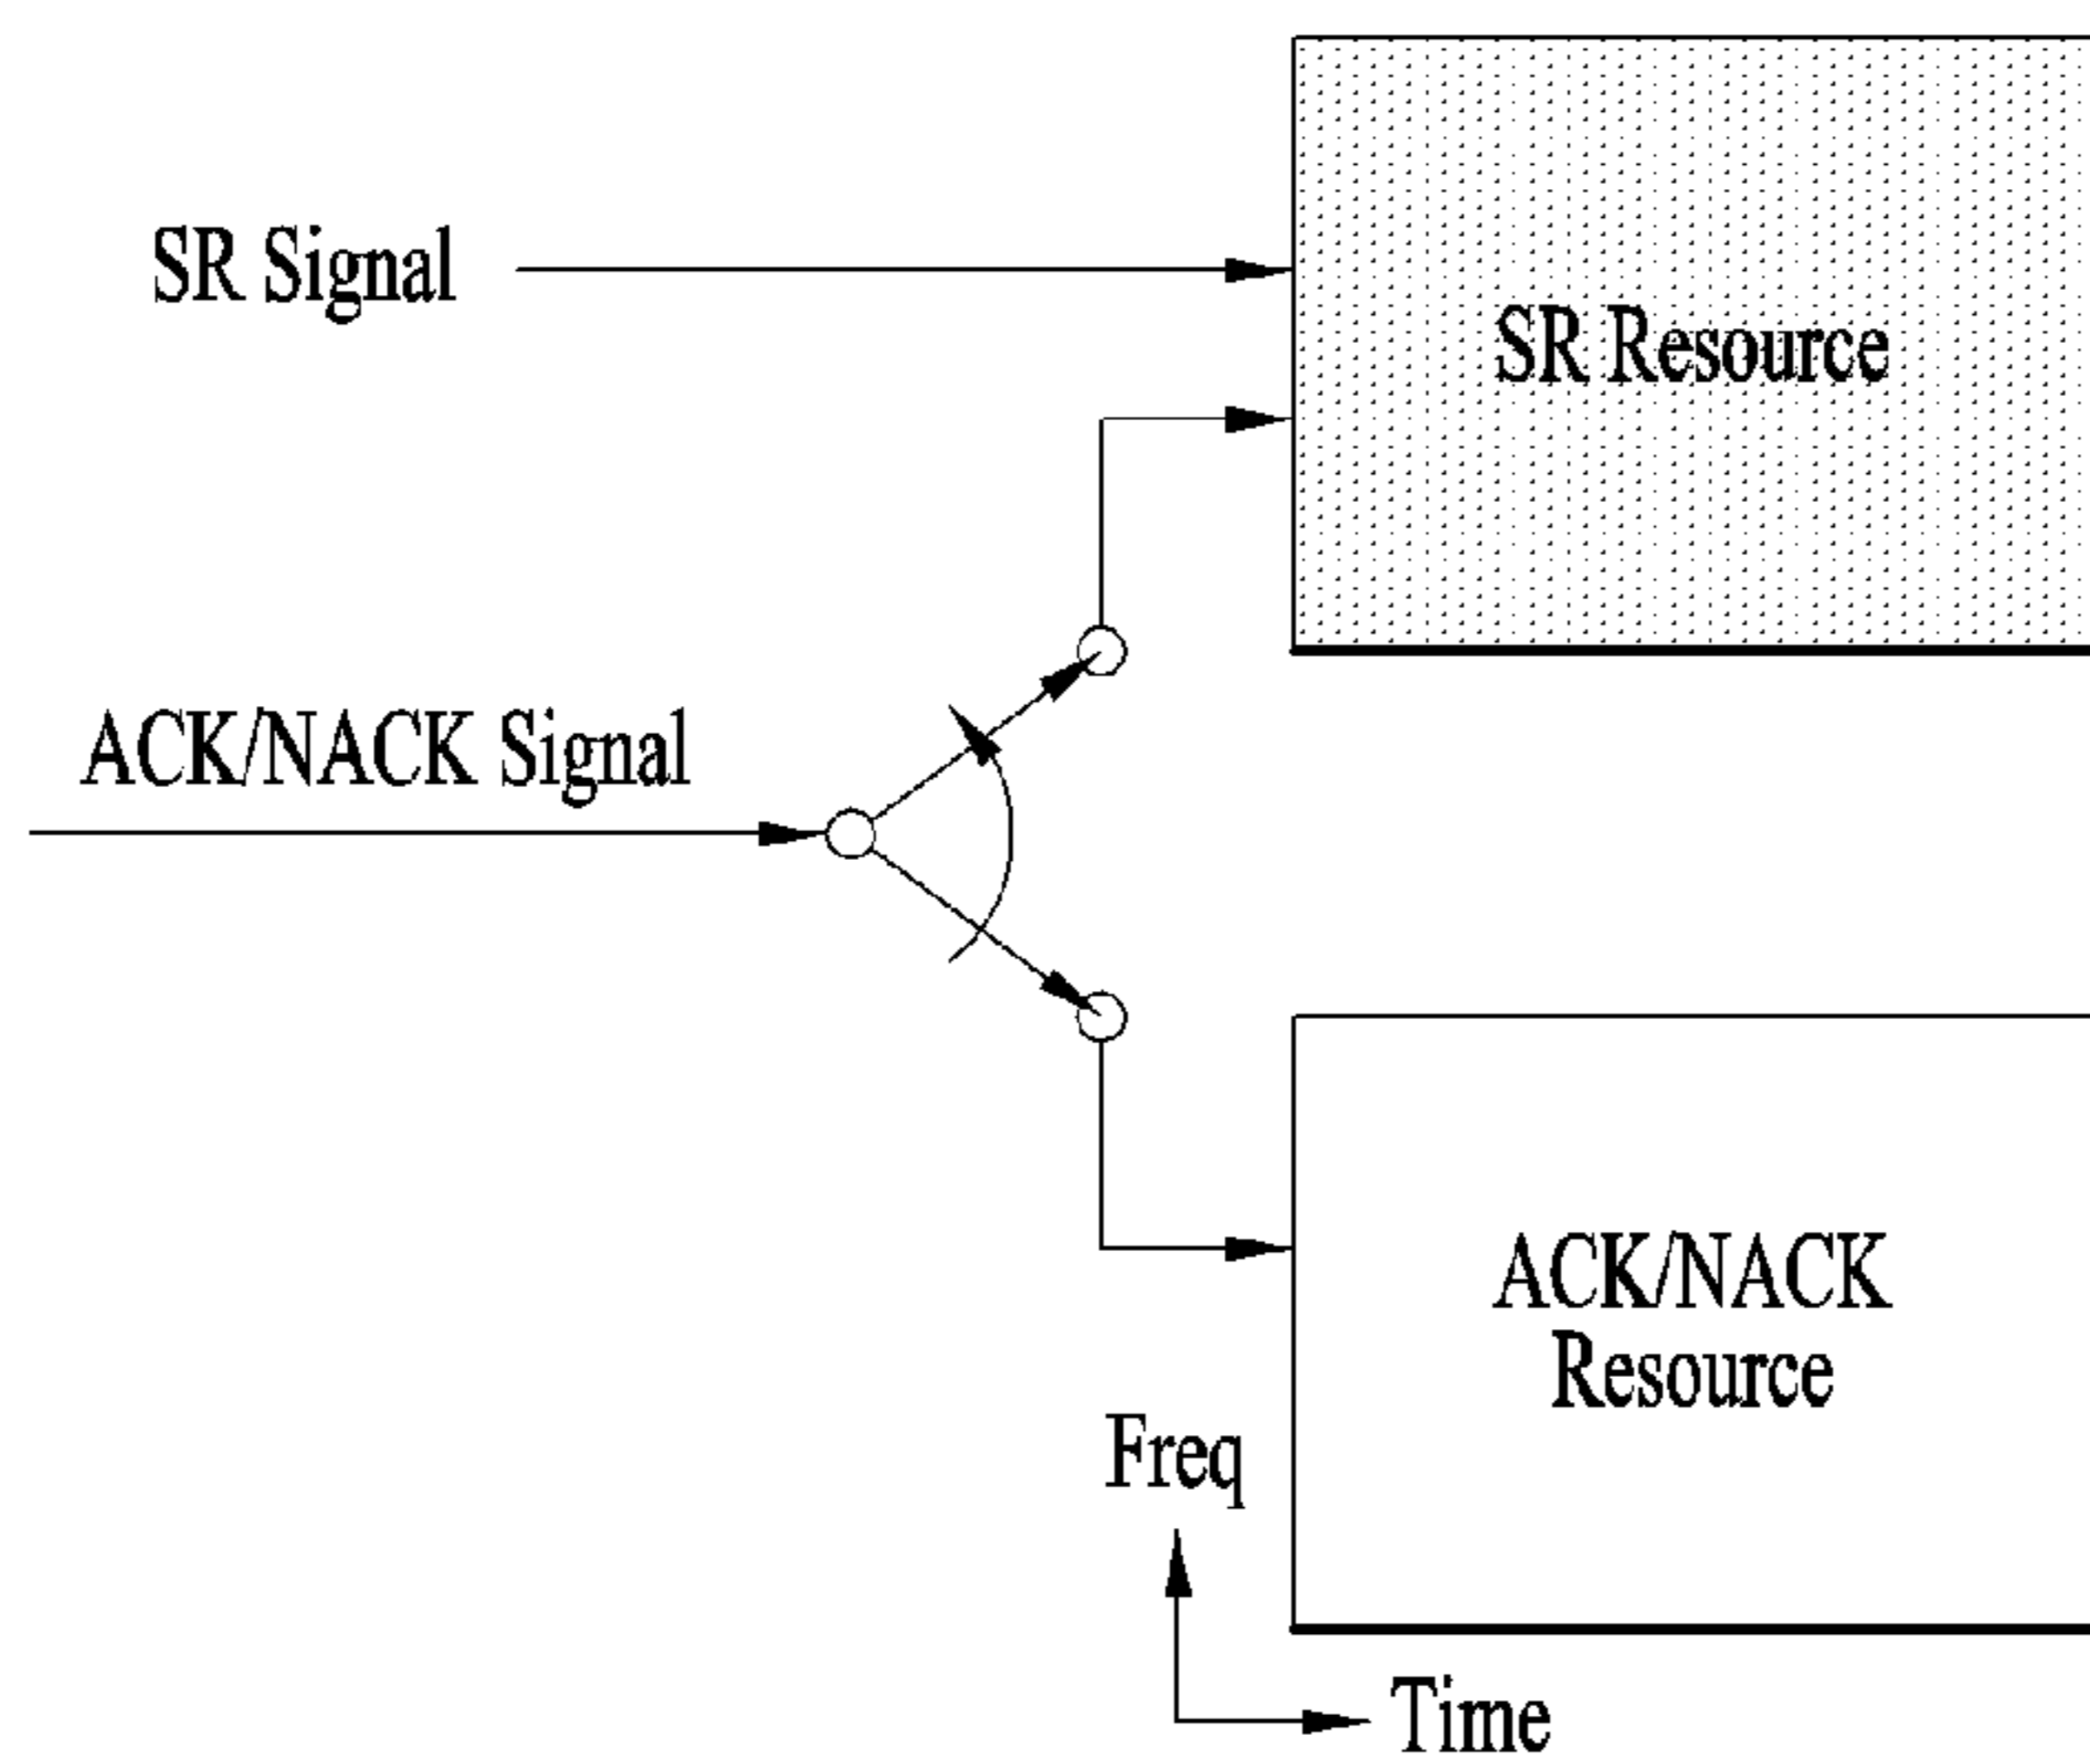 SR Signal
SR Resource
ACK/NACK Signal
ACK/NACK
Resource
Freq
Time